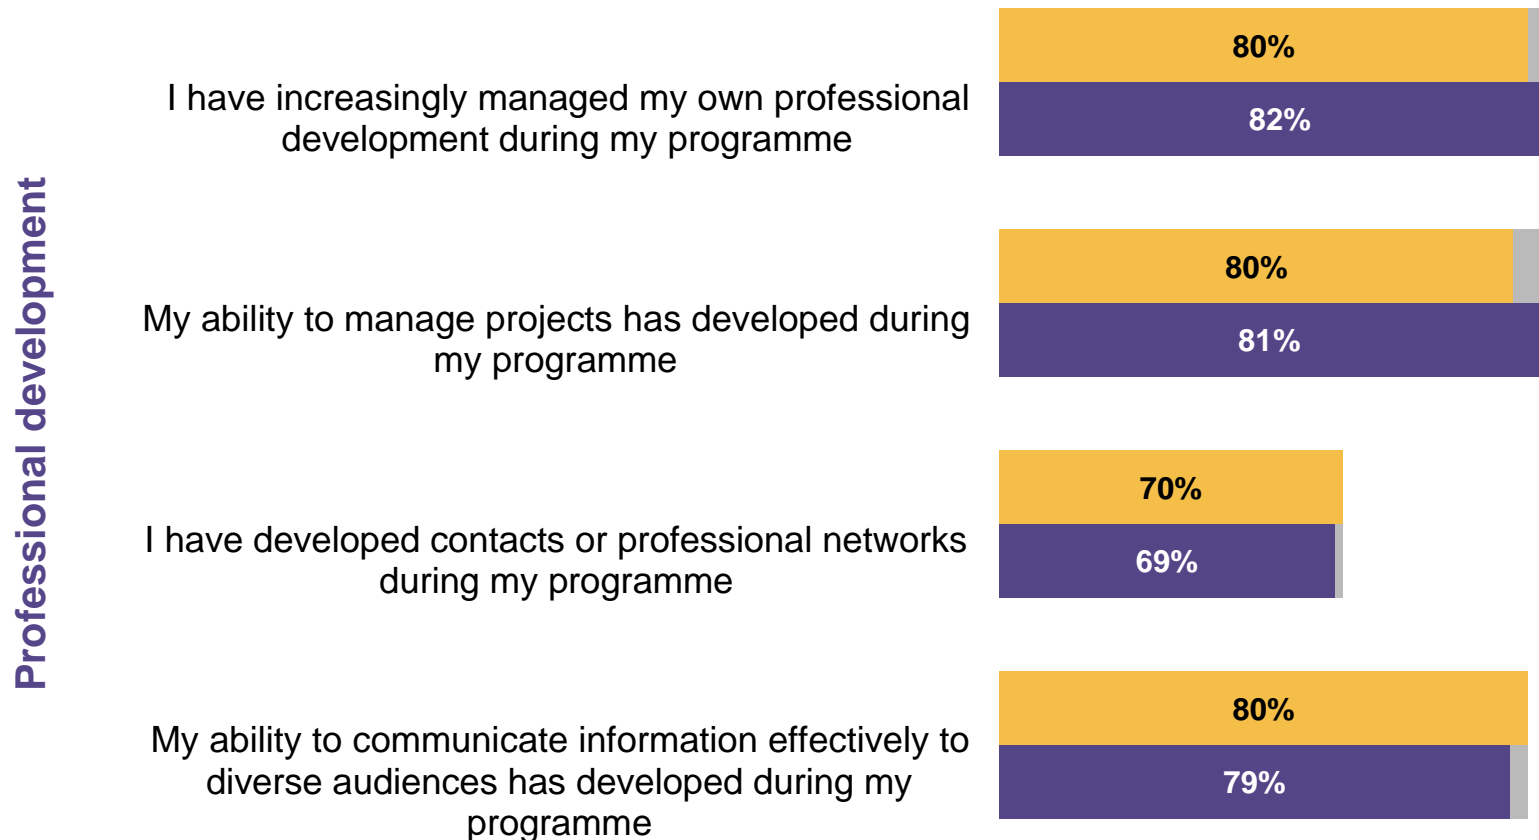 Professional development
80%
I have increasingly managed my own professional
development during my programme
82%
80%
My ability to manage projects has developed during
my programme
81%
70%
I have developed contacts or professional networks
during my programme
69%
80%
My ability to communicate information effectively to
diverse audiences has developed during my
programme
79%